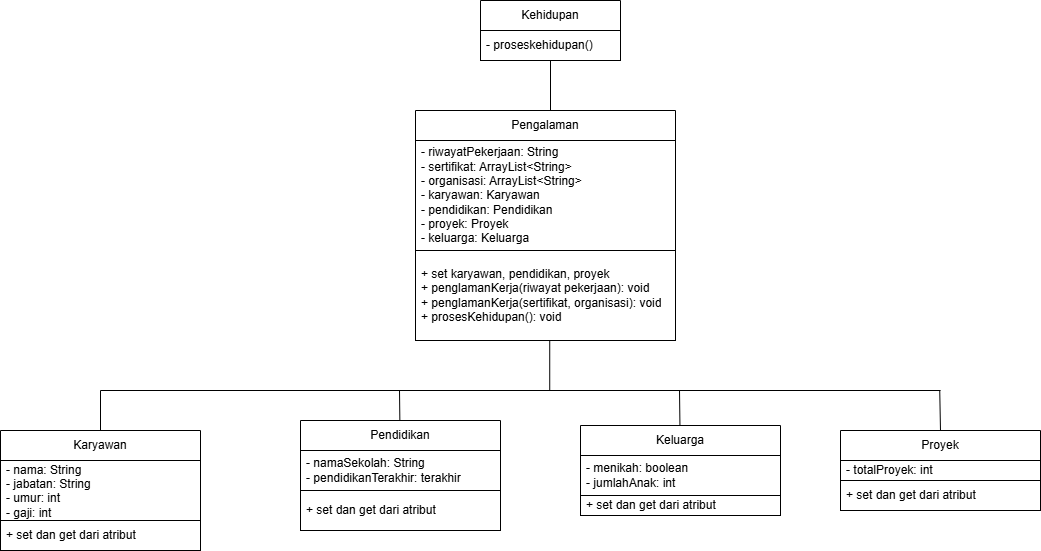 Kehidupan
- proseskehidupan()
Pengalaman
- riwayatPekerjaan: String
- sertifikat: ArrayList<String>
- organisasi: ArrayList<String>
- karyawan: Karyawan
- pendidikan: Pendidikan
- proyek: Proyek
- keluarga: Keluarga
+ set karyawan, pendidikan, proyek
+ penglamanKerja(riwayat pekerjaan): void
+ penglamanKerja(sertifikat, organisasi): void
+ prosesKehidupan(): void
Karyawan
- nama: String
- jabatan: String
- umur: int
- gaji: int
+ set dan get dari atribut
Pendidikan
- namaSekolah: String
- pendidikanTerakhir: terakhir
+ set dan get dari atribut
Keluarga
- menikah: boolean
- jumlahAnak: int
+ set dan get dari atribut
Proyek
- totalProyek: int
+ set dan get dari atribut